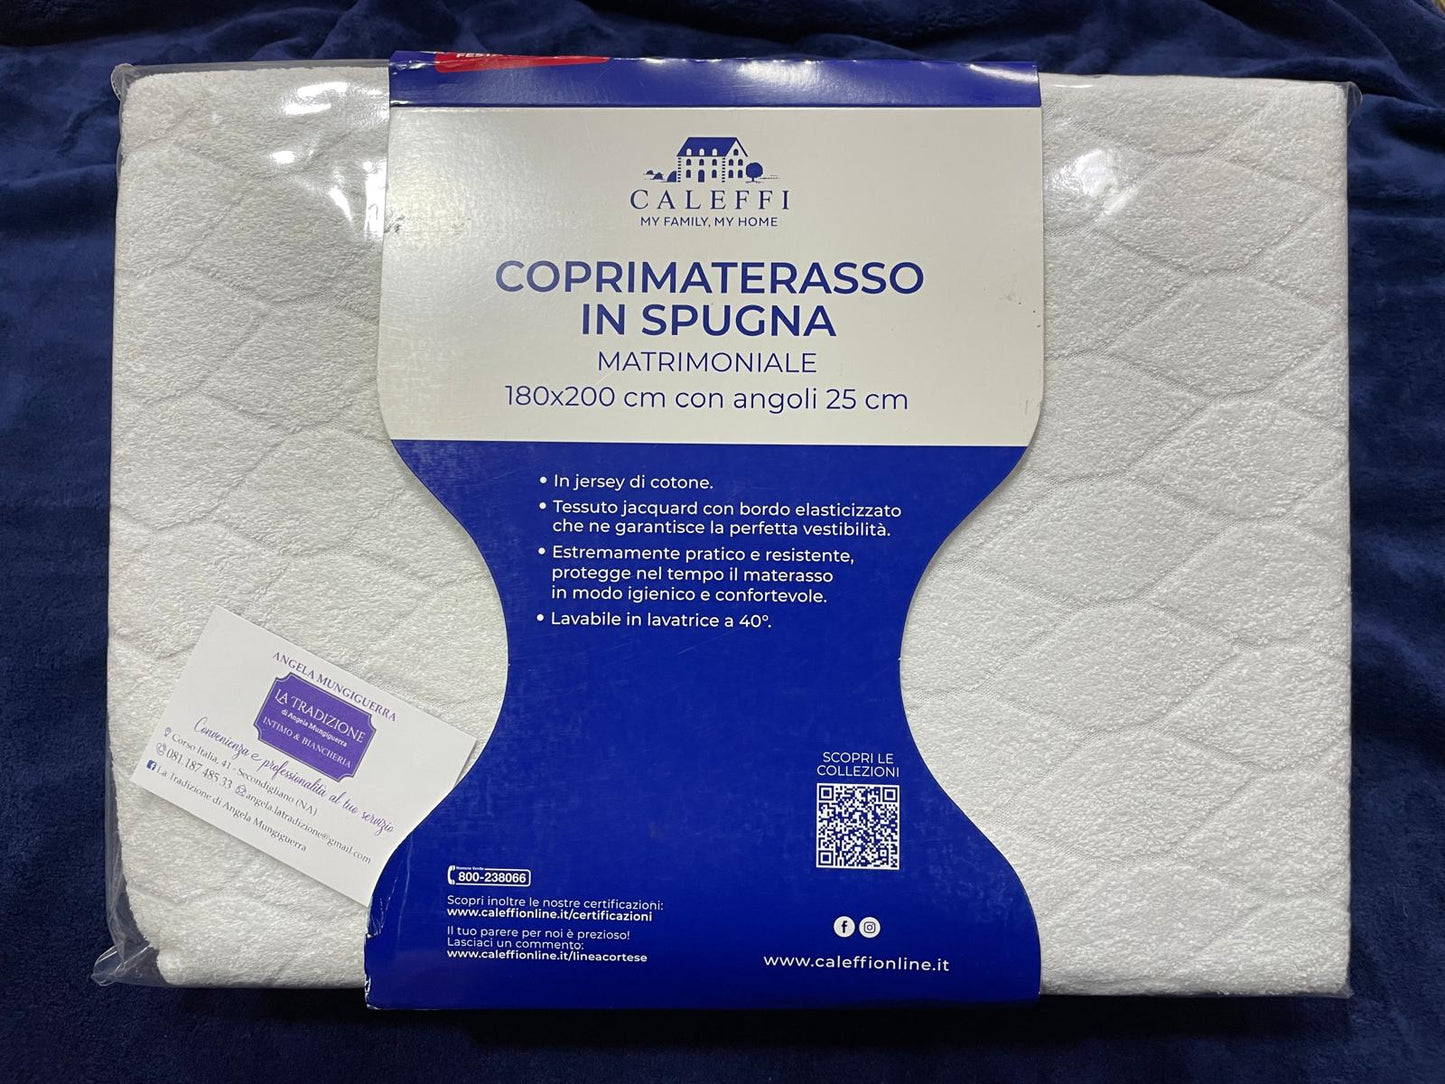 CALEFFI
MY FAMILY, MY HOME
COPRIMATERASSO
IN SPUGNA
MATRIMONIALE
180x200 cm con angoli 25 cm
• In jersey di cotone.
• Tessuto jacquard con bordo elasticizzato
che ne garantisce la perfetta vestibilità.
• Estremamente pratico e resistente,
protegge nel tempo il materasso
in modo igienico e confortevole.
• Lavabile in lavatrice a 40°.
ANGELA MUNGIGUERRA
LA TRADIZIONE
di Angela Mungiguerra
INTIMO & BIANCHERIA
Convenienza e professionalità al tuo servizio
Corso Italia, 41 - Secondigliano (NA)
081.187 485 33 angela.latradizione@gmail.com
La Tradizione di Angela Mungiguerra
SCOPRI LE
COLLEZIONI
Numero Verde
800-238066
Scopri inoltre le nostre certificazioni:
www.caleffionline.it/certificazioni
Il tuo parere per noi è prezioso!
Lasciaci un commento:
www.caleffionline.it/lineacortese
www.caleffionline.it